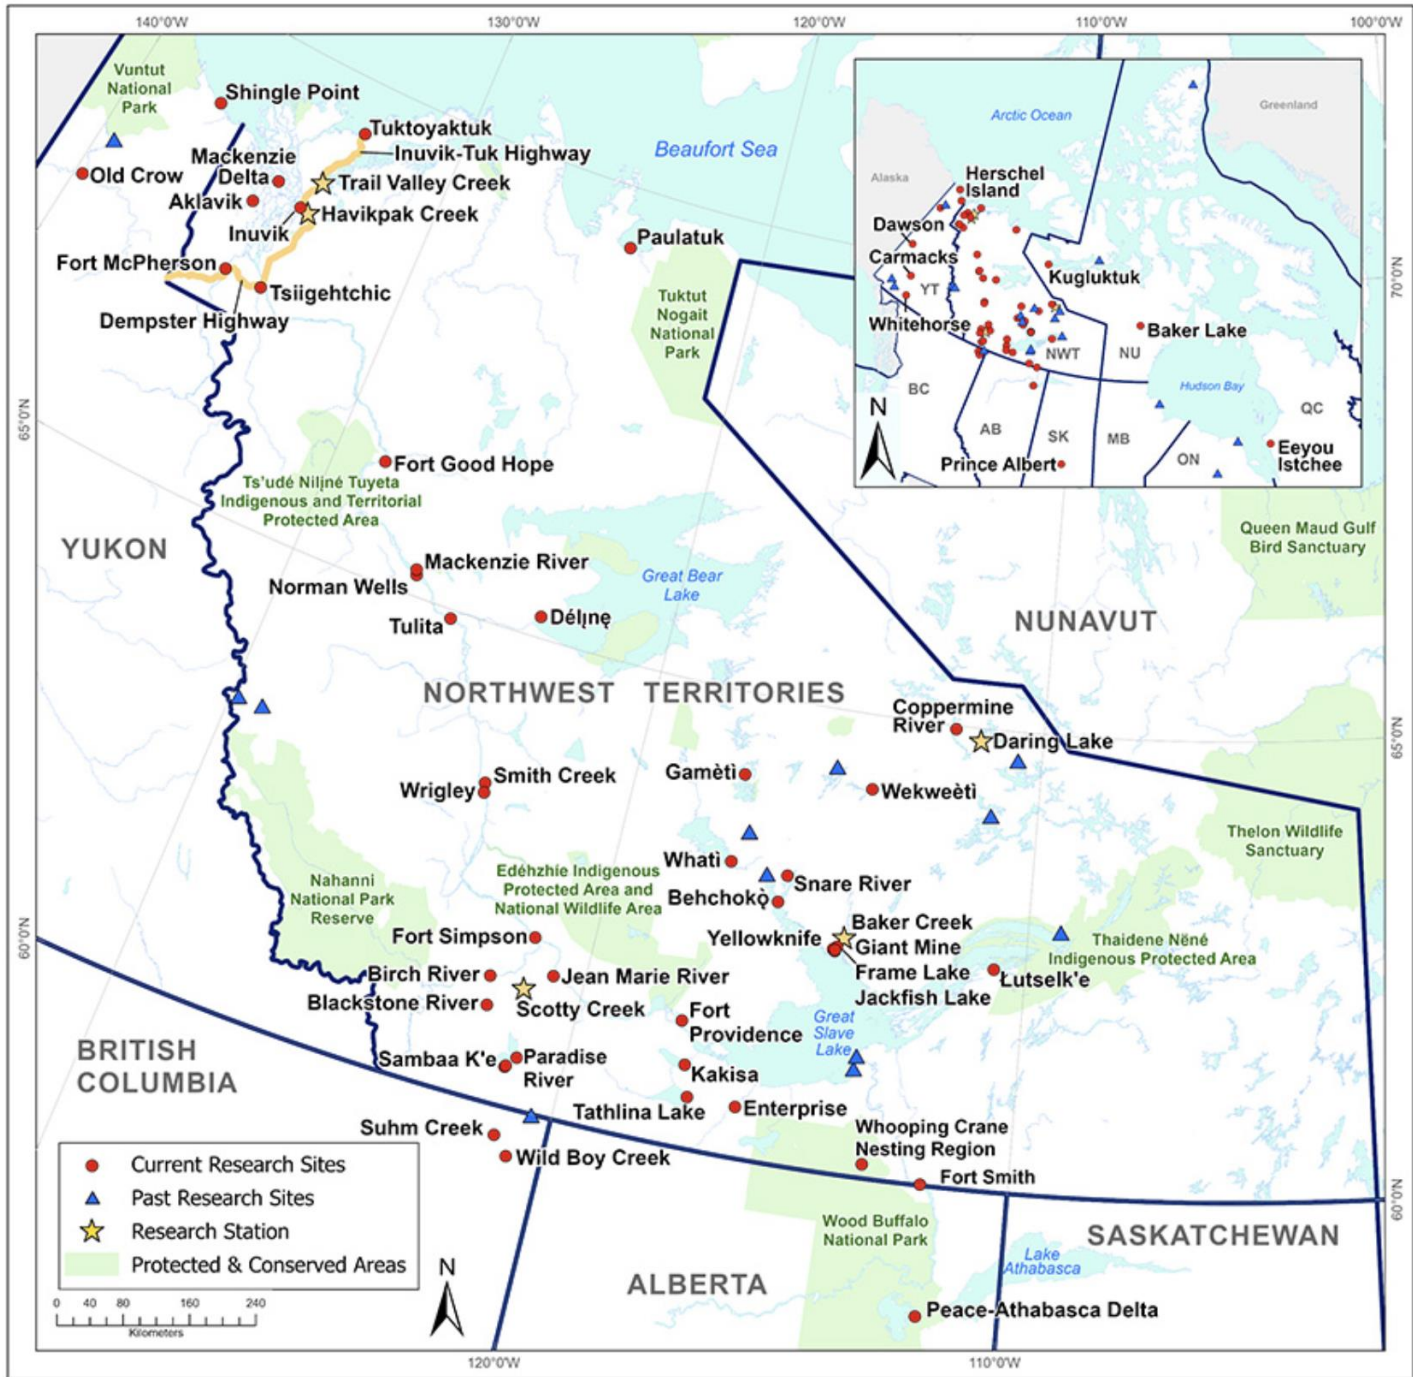 140°0'W
130°0'W
120°0'W
110°0'W
100°0'W
Vuntut
National
Park
Shingle Point
Tuktoyaktuk
Inuvik-Tuk Highway
Mackenzie
Delta
Trail Valley Creek
Old Crow
Aklavik
Havikpak Creek
Inuvik
Fort McPherson
Tsiigehtchic
Dempster Highway
Beaufort Sea
Paulatuk
Tuktut
Nogait
National
Park
Arctic Ocean
Greenland
Alaska
Herschel
Island
Dawson
Carmacks
YT
Kugluktuk
Whitehorse
Baker Lake
NWT
NU
BC
Hudson Bay
QC
N
AB
SK
MB
ON
Prince Albert
Eeyou
Istchee
70°0'N
65°0'N
Fort Good Hope
Ts'udé Nilįné Tuyeta
Indigenous and Territorial
Protected Area
Queen Maud Gulf
Bird Sanctuary
YUKON
Mackenzie River
Norman Wells
Great Bear
Lake
Tulita
Délı̨nę
NUNAVUT
NORTHWEST TERRITORIES
Coppermine
River
Daring Lake
65°0'N
Smith Creek
Wrigley
Gamètì
Wekweètì
Thelon Wildlife
Sanctuary
Whatì
Snare River
Behchokǫ̀
Nahanni
National Park
Reserve
Edéhzhíe Indigenous
Protected Area and
National Wildlife Area
60°0'N
Fort Simpson
Yellowknife
Baker Creek
Giant Mine
Frame Lake
Jackfish Lake
Thaidene Nëné
Indigenous Protected Area
Łutselk'e
Birch River
Jean Marie River
Blackstone River
Scotty Creek
Fort
Providence
Great
Slave
Lake
BRITISH
COLUMBIA
Sambaa K'e
Paradise
River
Kakisa
Tathlina Lake
Enterprise
Suhm Creek
Wild Boy Creek
Whooping Crane
Nesting Region
Fort Smith
60°0'N
Current Research Sites
Past Research Sites
Research Station
Protected & Conserved Areas
0 40 80 160 240
Kilometers
N
Wood Buffalo
National Park
SASKATCHEWAN
ALBERTA
Lake
Athabasca
Peace-Athabasca Delta
120°0'W
110°0'W